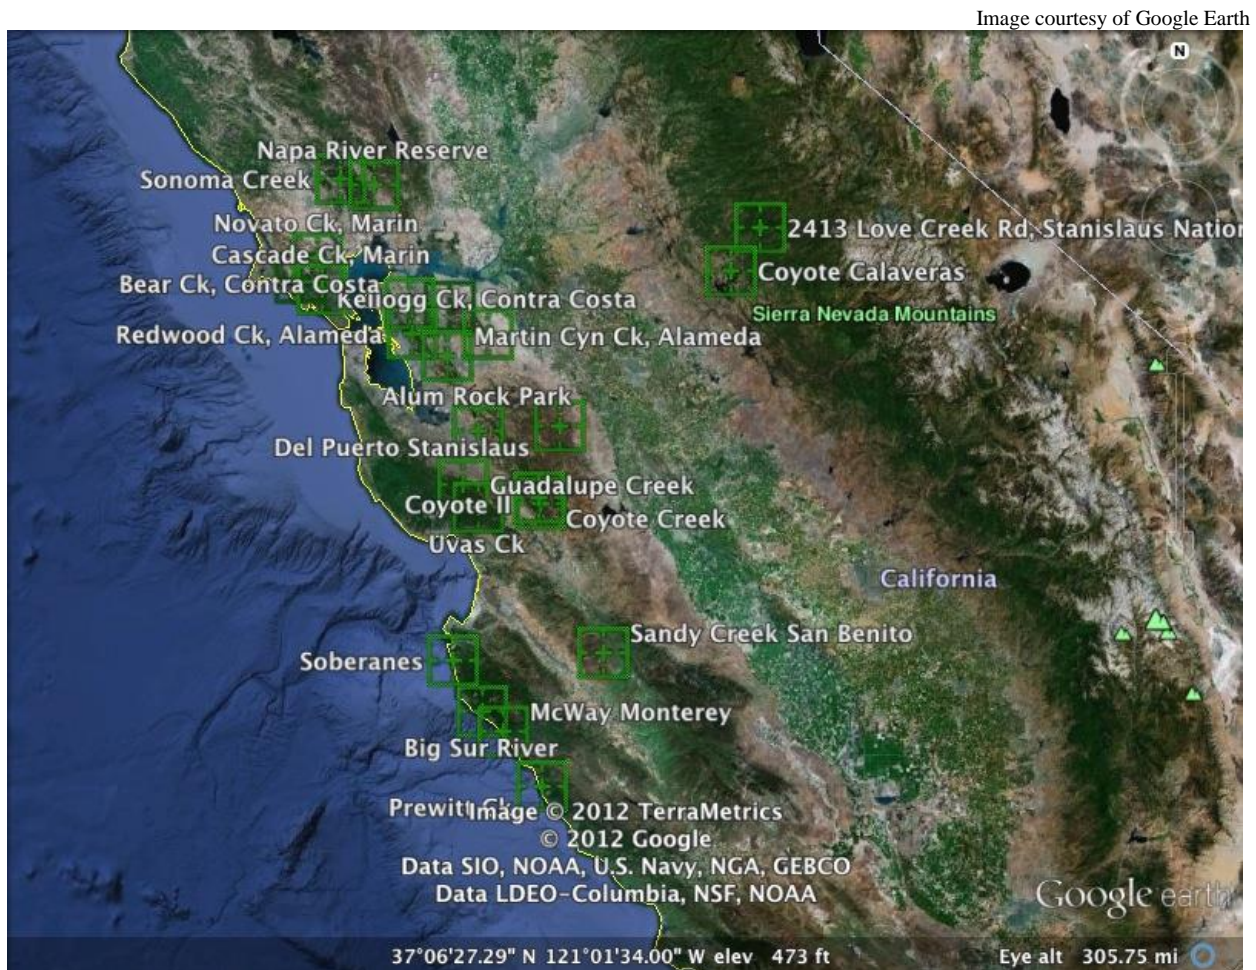 Image courtesy of Google Earth
N
Napa River Reserve
Sonoma Creek
Novato Ck, Marin
2413 Love Creek Rd, Stanislaus Nation
Cascade Ck, Marin
Coyote Calaveras
Bear Ck, Contra Costa
Kellogg Ck, Contra Costa
Sierra Nevada Mountains
Redwood Ck, Alameda
Martin Cyn Ck, Alameda
Alum Rock Park
Del Puerto Stanislaus
Guadalupe Creek
Coyote II
Coyote Creek
Uvas Ck
California
Sandy Creek San Benito
Soberanes
McWay Monterey
Big Sur River
Prewitt Ck
Image © 2012 TerraMetrics
© 2012 Google
Data SIO, NOAA, U.S. Navy, NGA, GEBCO
Data LDEO-Columbia, NSF, NOAA
Google earth
37°06'27.29" N 121°01'34.00" W elev 473 ft
Eye alt 305.75 mi